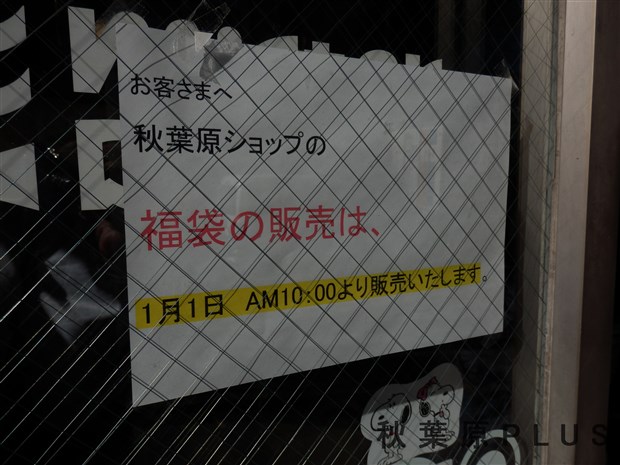 お客さまへ
秋葉原ショップの
福袋の販売は、
1月1日 AM10:00より販売いたします。
秋葉原PLUS